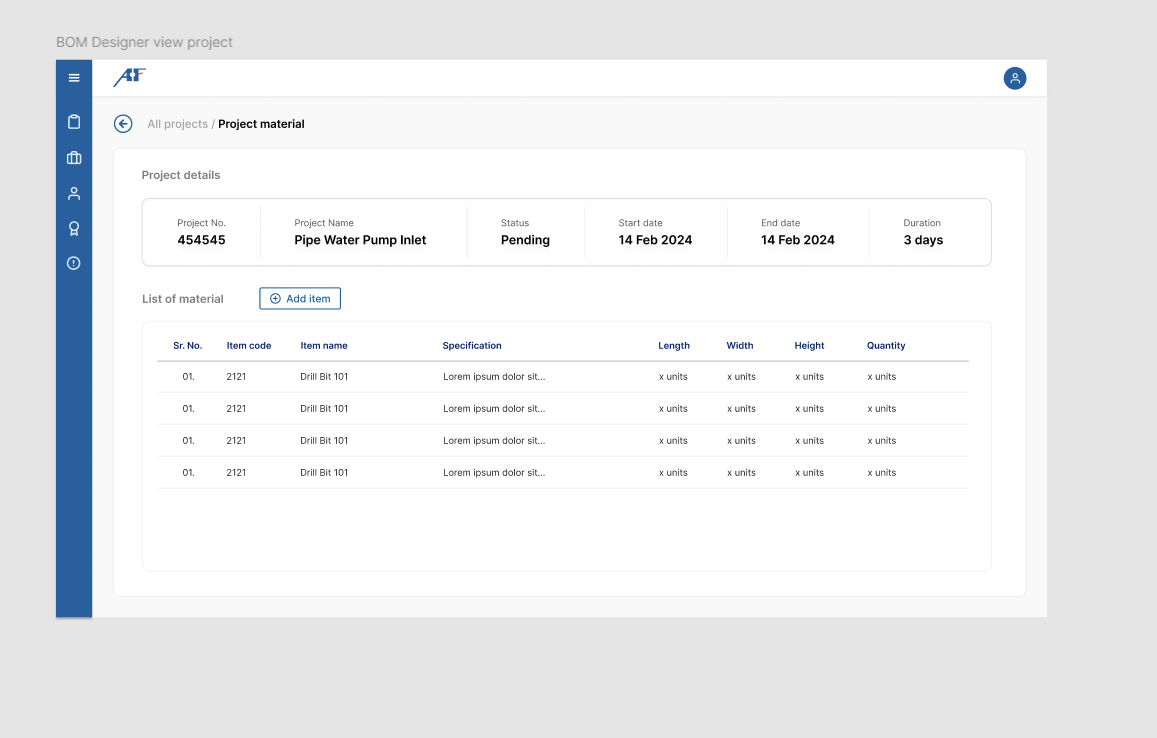 BOM Designer view project
AF
All projects / Project material
Project details
Project No. Project Name Status Start date End date Duration
454545 Pipe Water Pump Inlet Pending 14 Feb 2024 14 Feb 2024 3 days
List of material Add item
Sr. No. Item code Item name Specification Length Width Height Quantity
01. 2121 Drill Bit 101 Lorem ipsum dolor sit... x units x units x units x units
01. 2121 Drill Bit 101 Lorem ipsum dolor sit... x units x units x units x units
01. 2121 Drill Bit 101 Lorem ipsum dolor sit... x units x units x units x units
01. 2121 Drill Bit 101 Lorem ipsum dolor sit... x units x units x units x units